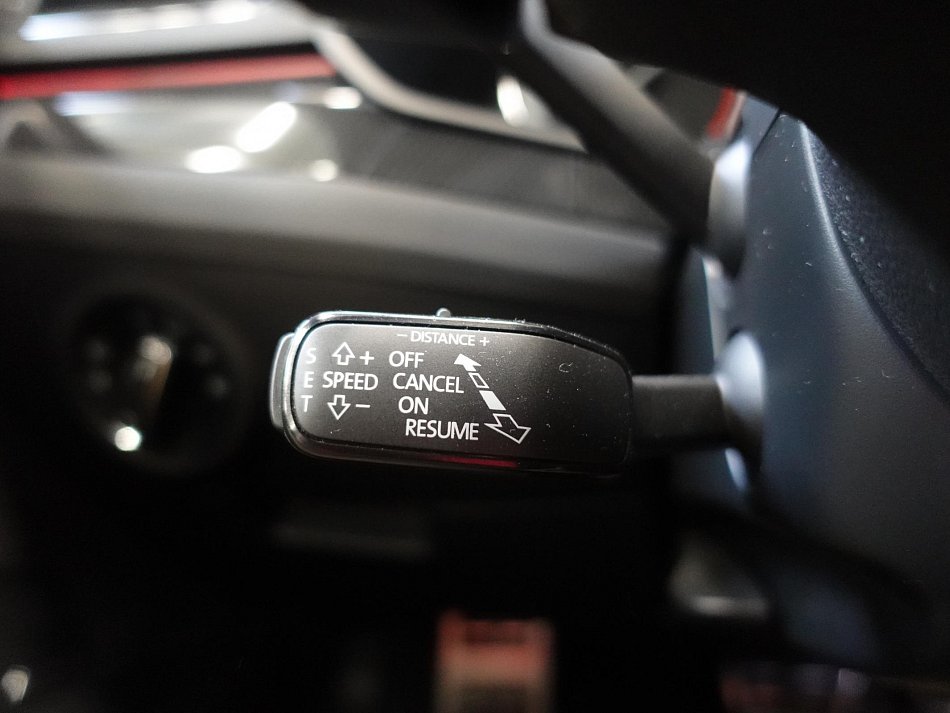 – DISTANCE +
S + OFF
E SPEED CANCEL
T – ON
RESUME